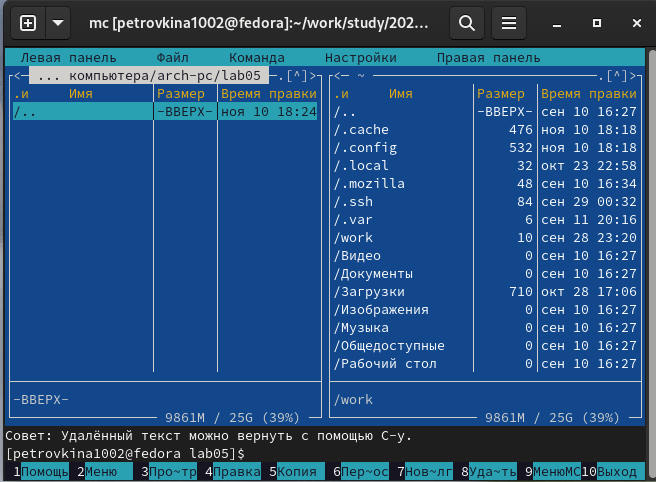 mc [petrovkina1002@fedora]:~/work/study/202...
Левая панель Файл Команда Настройки Правая панель
<─ ... компьютера/arch-pc/lab05 ─.[^]>
.и Имя Размер Время правки
/.. -ВВЕРХ- ноя 10 18:24
-ВВЕРХ-
9861M / 25G (39%)
<─ ~ ─.[^]>
.и Имя Размер Время правки
/.. -ВВЕРХ- сен 10 16:27
/.cache 476 ноя 10 18:18
/.config 532 ноя 10 18:18
/.local 32 окт 23 22:58
/.mozilla 48 сен 10 16:34
/.ssh 84 сен 29 00:32
/.var 6 сен 11 20:16
/work 10 сен 28 23:20
/Видео 0 сен 10 16:27
/Документы 0 сен 10 16:27
/Загрузки 710 окт 28 17:06
/Изображения 0 сен 10 16:27
/Музыка 0 сен 10 16:27
/Общедоступные 0 сен 10 16:27
/Рабочий стол 0 сен 10 16:27
/work
9861M / 25G (39%)
Совет: Удалённый текст можно вернуть с помощью C-y.
[petrovkina1002@fedora lab05]$
1Помощь 2Меню 3Про~тр 4Правка 5Копия 6Пер~ос 7Нов~лг 8Уда~ть 9МенюMC 10Выход